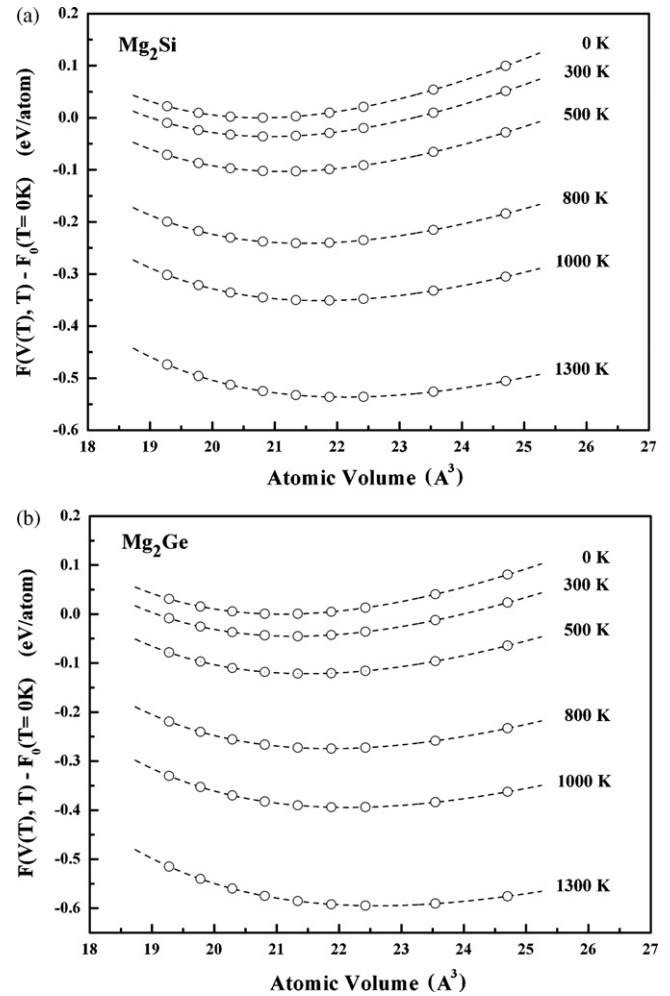 (a)
Mg₂Si
0.2
0.1
0.0
-0.1
-0.2
-0.3
-0.4
-0.5
-0.6
F(V(T), T) - F₀(T= 0K) (eV/atom)
0 K
300 K
500 K
800 K
1000 K
1300 K
18 19 20 21 22 23 24 25 26 27
Atomic Volume (A³)
(b)
Mg₂Ge
0.2
0.1
0.0
-0.1
-0.2
-0.3
-0.4
-0.5
-0.6
F(V(T), T) - F₀(T= 0K) (eV/atom)
0 K
300 K
500 K
800 K
1000 K
1300 K
18 19 20 21 22 23 24 25 26 27
Atomic Volume (A³)